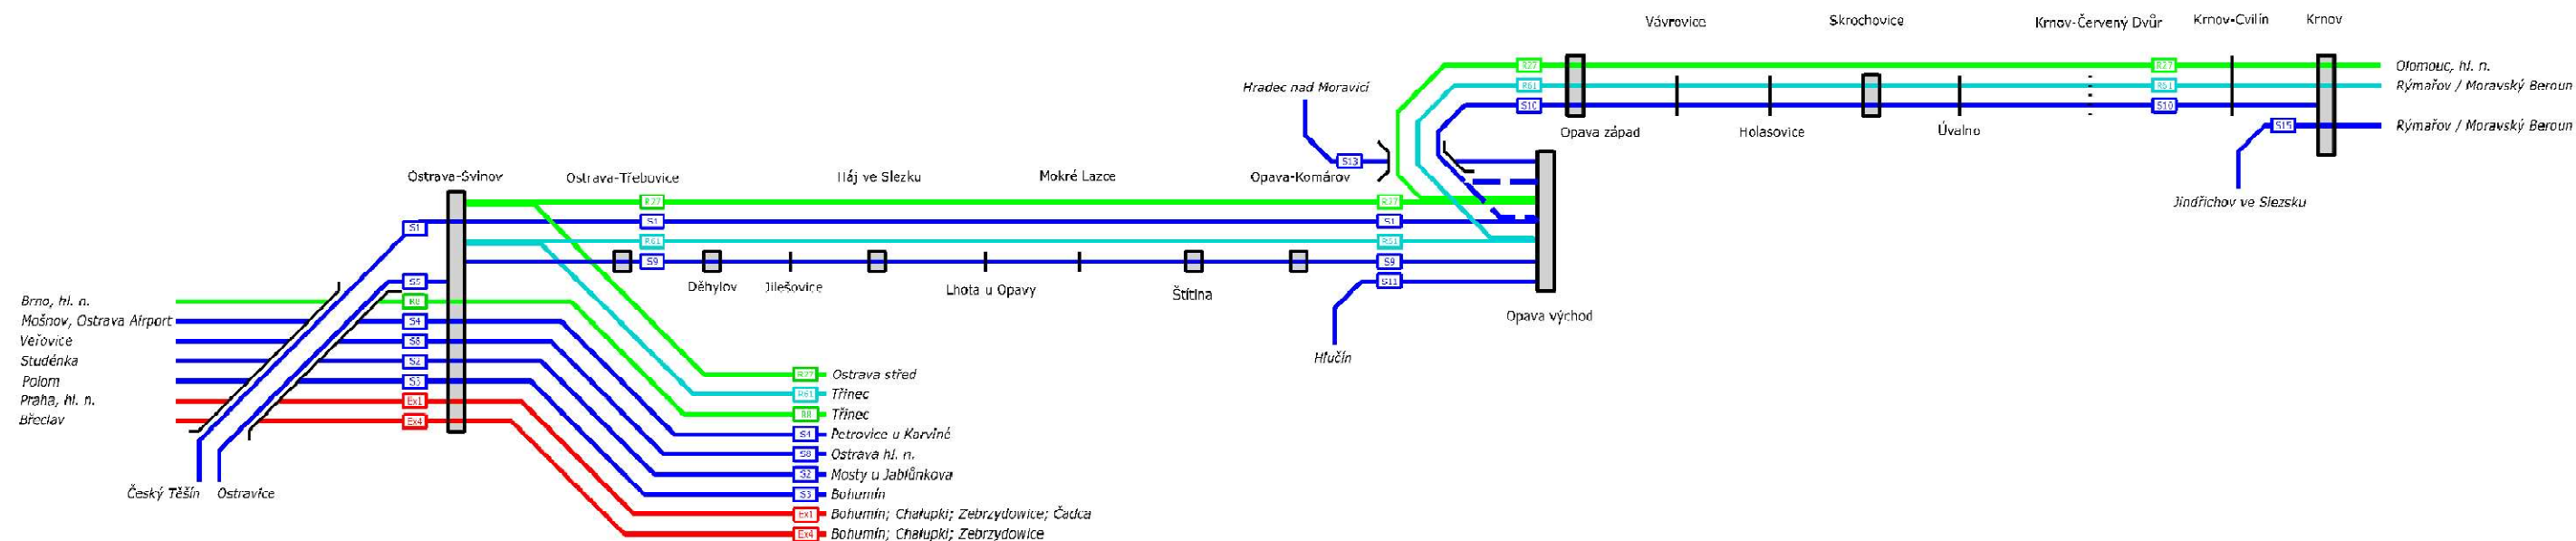 Vávrovice
Skrochovice
Krnov-Červený Dvůr
Krnov-Cvilín
Krnov
R27
R27
Olomouc, hl. n.
R61
R61
Rýmařov / Moravský Beroun
S10
S10
S15
Rýmařov / Moravský Beroun
Opava západ
Holasovice
Úvalno
Jindřichov ve Slezsku
Hradec nad Moravicí
S13
Ostrava-Svinov
Ostrava-Třebovice
Háj ve Slezku
Mokré Lazce
Opava-Komárov
R27
R27
S1
S1
S1
R61
R61
S9
S9
S11
Děhylov
Jilešovice
Lhota u Opavy
Štítina
Opava východ
Hlučín
S5
Brno, hl. n.
R8
Mošnov, Ostrava Airport
S4
Veřovice
S8
Studénka
S2
Polom
S3
Praha, hl. n.
Ex1
Břeclav
Ex4
Český Těšín
Ostravice
R27
Ostrava střed
R61
Třinec
R8
Třinec
S4
Petrovice u Karviné
S8
Ostrava hl. n.
S2
Mosty u Jablůnkova
S3
Bohumín
Ex1
Bohumín; Chałupki; Zebrzydowice; Čadca
Ex4
Bohumín; Chałupki; Zebrzydowice